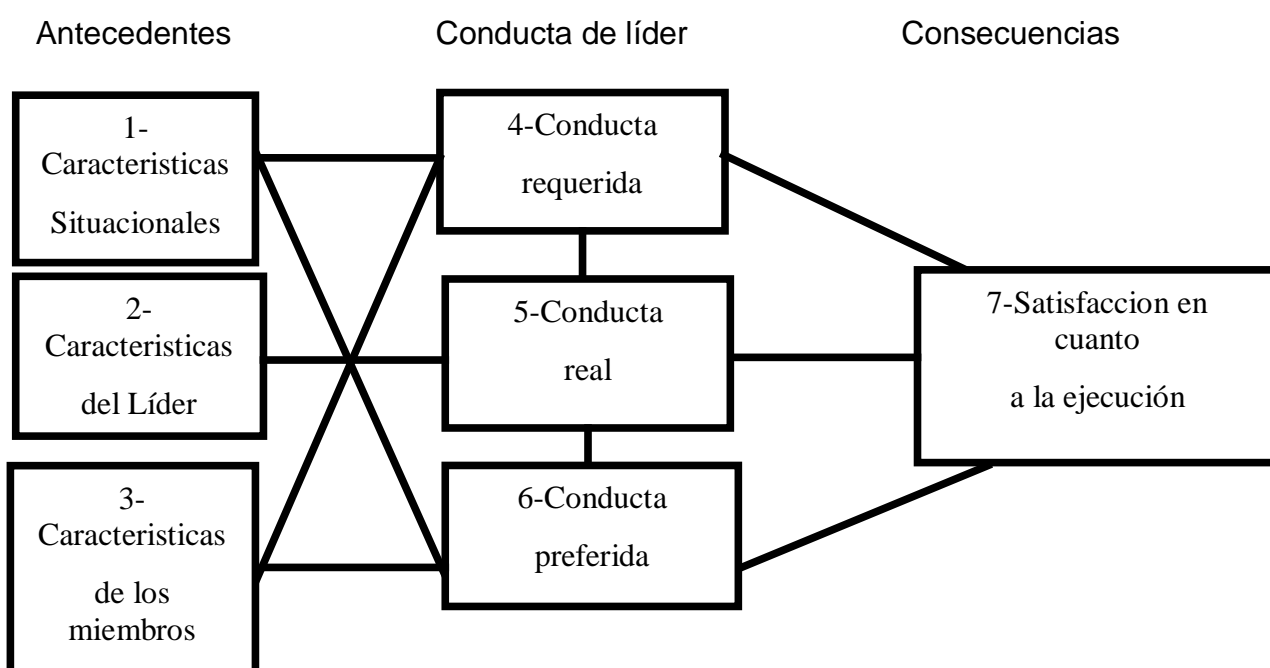 Antecedentes
Conducta de líder
Consecuencias
1-
Caracteristicas
Situacionales
2-
Caracteristicas
del Líder
3-
Caracteristicas
de los
miembros
4-Conducta
requerida
5-Conducta
real
6-Conducta
preferida
7-Satisfaccion en
cuanto
a la ejecución